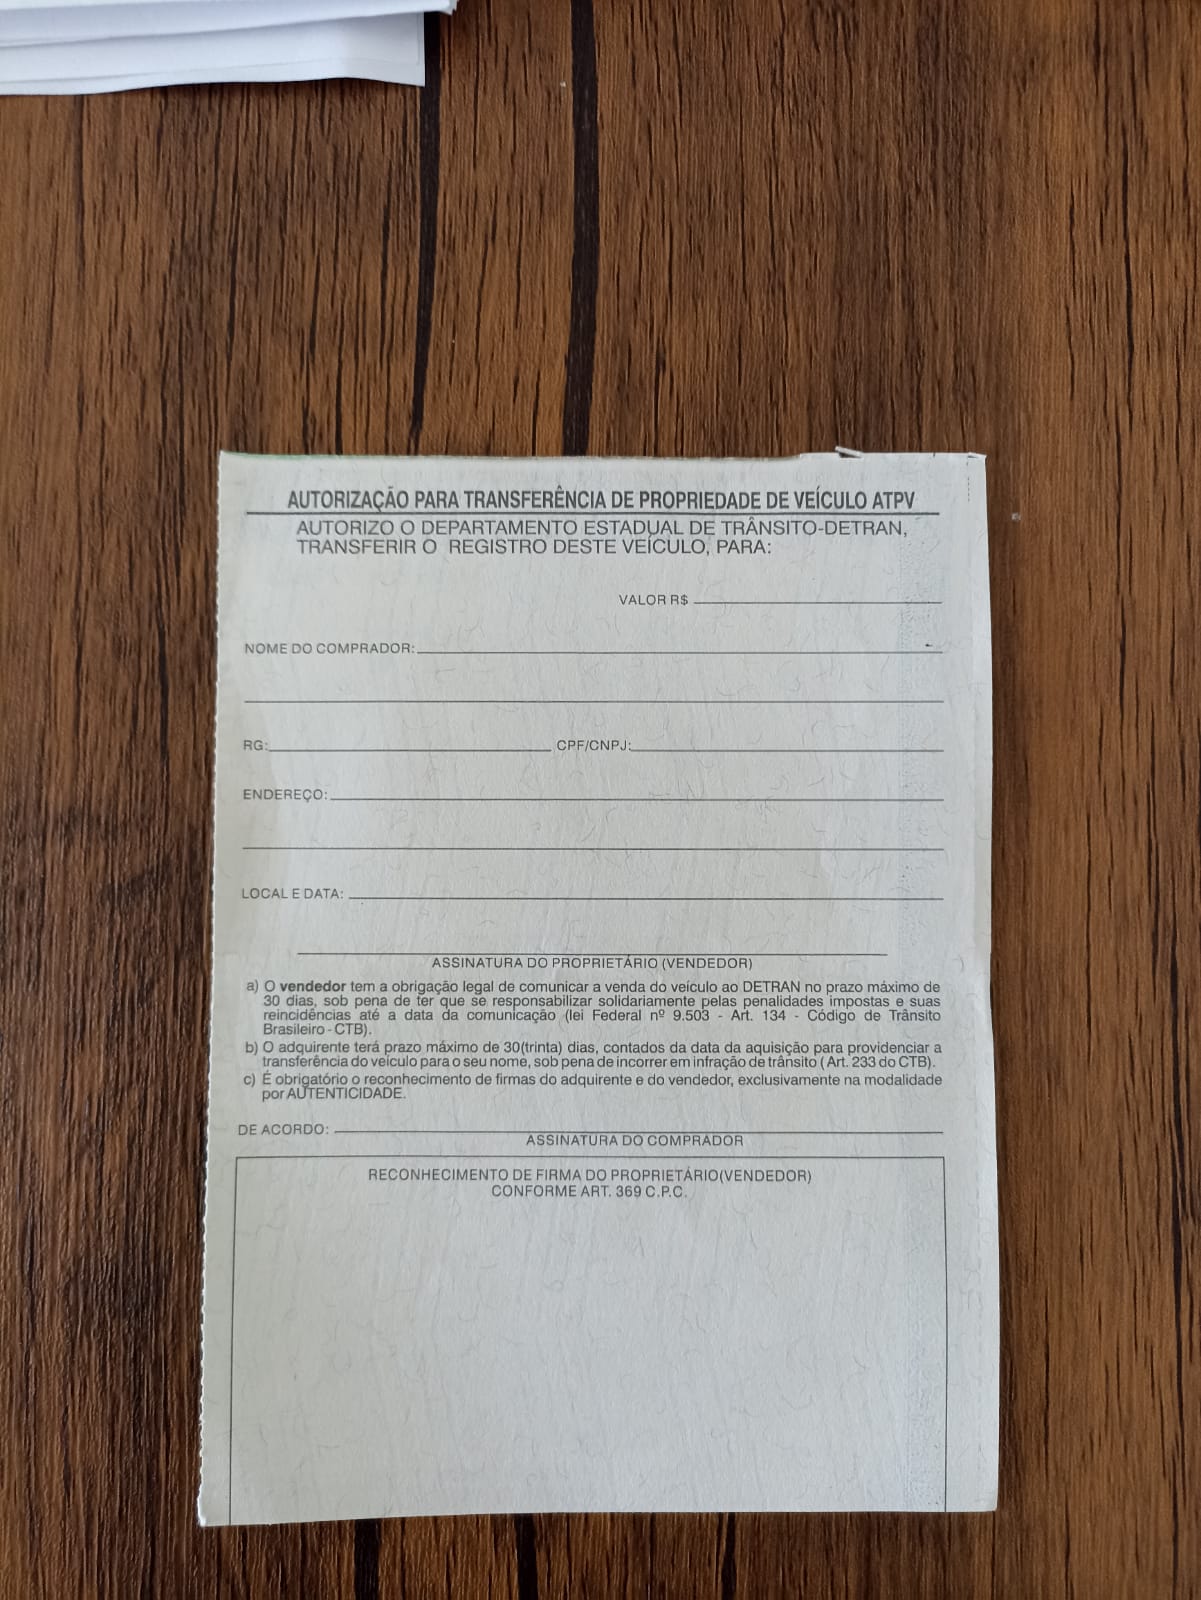 AUTORIZAÇÃO PARA TRANSFERÊNCIA DE PROPRIEDADE DE VEÍCULO ATPV
AUTORIZO O DEPARTAMENTO ESTADUAL DE TRÂNSITO-DETRAN,
TRANSFERIR O REGISTRO DESTE VEÍCULO, PARA:
VALOR R$
NOME DO COMPRADOR:
RG: CPF/CNPJ:
ENDEREÇO:
LOCAL E DATA:
ASSINATURA DO PROPRIETÁRIO (VENDEDOR)
a) O vendedor tem a obrigação legal de comunicar a venda do veículo ao DETRAN no prazo máximo de
30 dias, sob pena de ter que se responsabilizar solidariamente pelas penalidades impostas e suas
reincidências até a data da comunicação (lei Federal nº 9.503 - Art. 134 - Código de Trânsito
Brasileiro - CTB).
b) O adquirente terá prazo máximo de 30(trinta) dias, contados da data da aquisição para providenciar a
transferência do veículo para o seu nome, sob pena de incorrer em infração de trânsito ( Art. 233 do CTB).
c) É obrigatório o reconhecimento de firmas do adquirente e do vendedor, exclusivamente na modalidade
por AUTENTICIDADE.
DE ACORDO:
ASSINATURA DO COMPRADOR
RECONHECIMENTO DE FIRMA DO PROPRIETÁRIO(VENDEDOR)
CONFORME ART. 369 C.P.C.